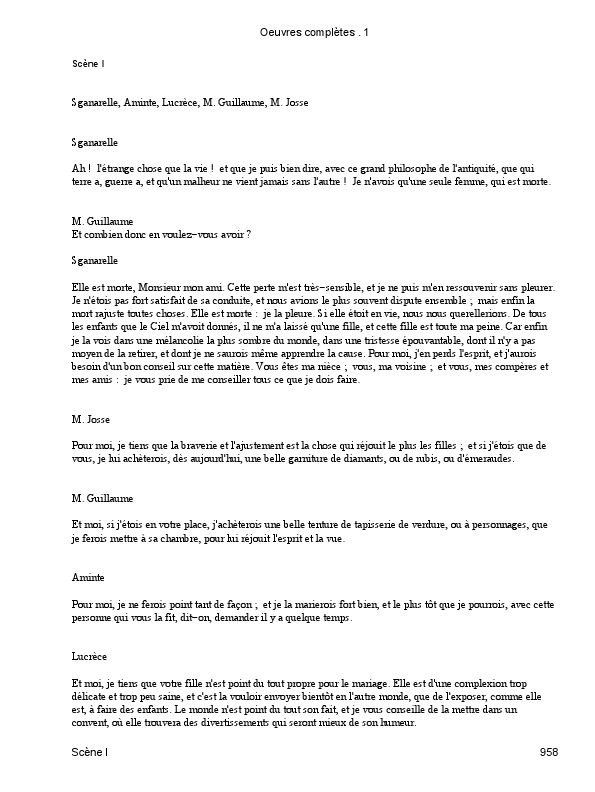 Oeuvres complètes . 1
Scène I
Sganarelle, Aminte, Lucrèce, M. Guillaume, M. Josse
Sganarelle
Ah ! l'étrange chose que la vie ! et que je puis bien dire, avec ce grand philosophe de l'antiquité, que qui
terre a, guerre a, et qu'un malheur ne vient jamais sans l'autre ! Je n'avois qu'une seule femme, qui est morte.
M. Guillaume
Et combien donc en voulez−vous avoir ?
Sganarelle
Elle est morte, Monsieur mon ami. Cette perte m'est très−sensible, et je ne puis m'en ressouvenir sans pleurer.
Je n'étois pas fort satisfait de sa conduite, et nous avions le plus souvent dispute ensemble ; mais enfin la
mort rajuste toutes choses. Elle est morte : je la pleure. Si elle étoit en vie, nous nous querellerions. De tous
les enfants que le Ciel m'avoit donnés, il ne m'a laissé qu'une fille, et cette fille est toute ma peine. Car enfin
je la vois dans une mélancolie la plus sombre du monde, dans une tristesse épouvantable, dont il n'y a pas
moyen de la retirer, et dont je ne saurois même apprendre la cause. Pour moi, j'en perds l'esprit, et j'aurois
besoin d'un bon conseil sur cette matière. Vous êtes ma nièce ; vous, ma voisine ; et vous, mes compères et
mes amis : je vous prie de me conseiller tous ce que je dois faire.
M. Josse
Pour moi, je tiens que la braverie et l'ajustement est la chose qui réjouit le plus les filles ; et si j'étois que de
vous, je lui achèterois, dès aujourd'hui, une belle garniture de diamants, ou de rubis, ou d'émeraudes.
M. Guillaume
Et moi, si j'étois en votre place, j'achèterois une belle tenture de tapisserie de verdure, ou à personnages, que
je ferois mettre à sa chambre, pour lui réjouit l'esprit et la vue.
Aminte
Pour moi, je ne ferois point tant de façon ; et je la marierois fort bien, et le plus tôt que je pourrois, avec cette
personne qui vous la fit, dit−on, demander il y a quelque temps.
Lucrèce
Et moi, je tiens que votre fille n'est point du tout propre pour le mariage. Elle est d'une complexion trop
délicate et trop peu saine, et c'est la vouloir envoyer bientôt en l'autre monde, que de l'exposer, comme elle
est, à faire des enfants. Le monde n'est point du tout son fait, et je vous conseille de la mettre dans un
convent, où elle trouvera des divertissements qui seront mieux de son humeur.
Scène I 958